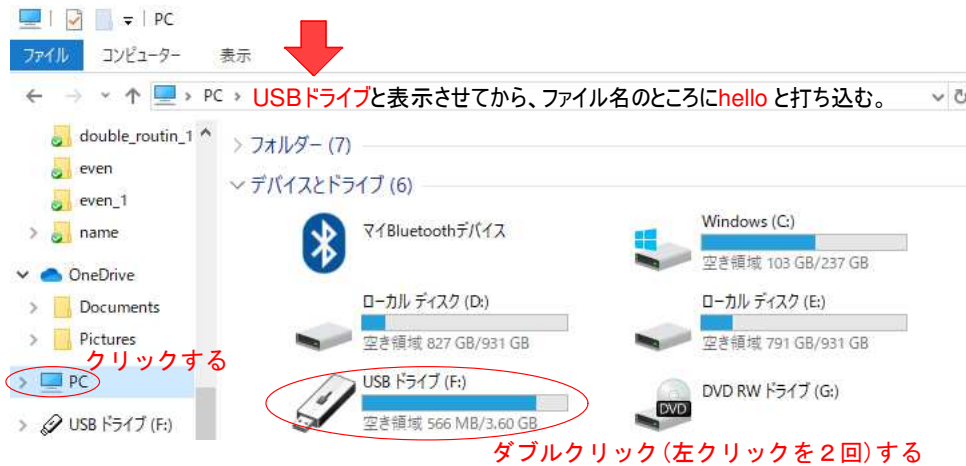 PC
ファイル コンピューター 表示
PC › USBドライブと表示させてから、ファイル名のところにhello と打ち込む。
double_routin_1
even
even_1
name
OneDrive
Documents
Pictures
クリックする
PC
USB ドライブ (F:)
フォルダー (7)
デバイスとドライブ (6)
マイ Bluetoothデバイス
Windows (C:)
空き領域 103 GB/237 GB
ローカル ディスク (D:)
空き領域 827 GB/931 GB
ローカル ディスク (E:)
空き領域 791 GB/931 GB
USB ドライブ (F:)
空き領域 566 MB/3.60 GB
DVD RW ドライブ (G:)
DVD
ダブルクリック(左クリックを2回)する